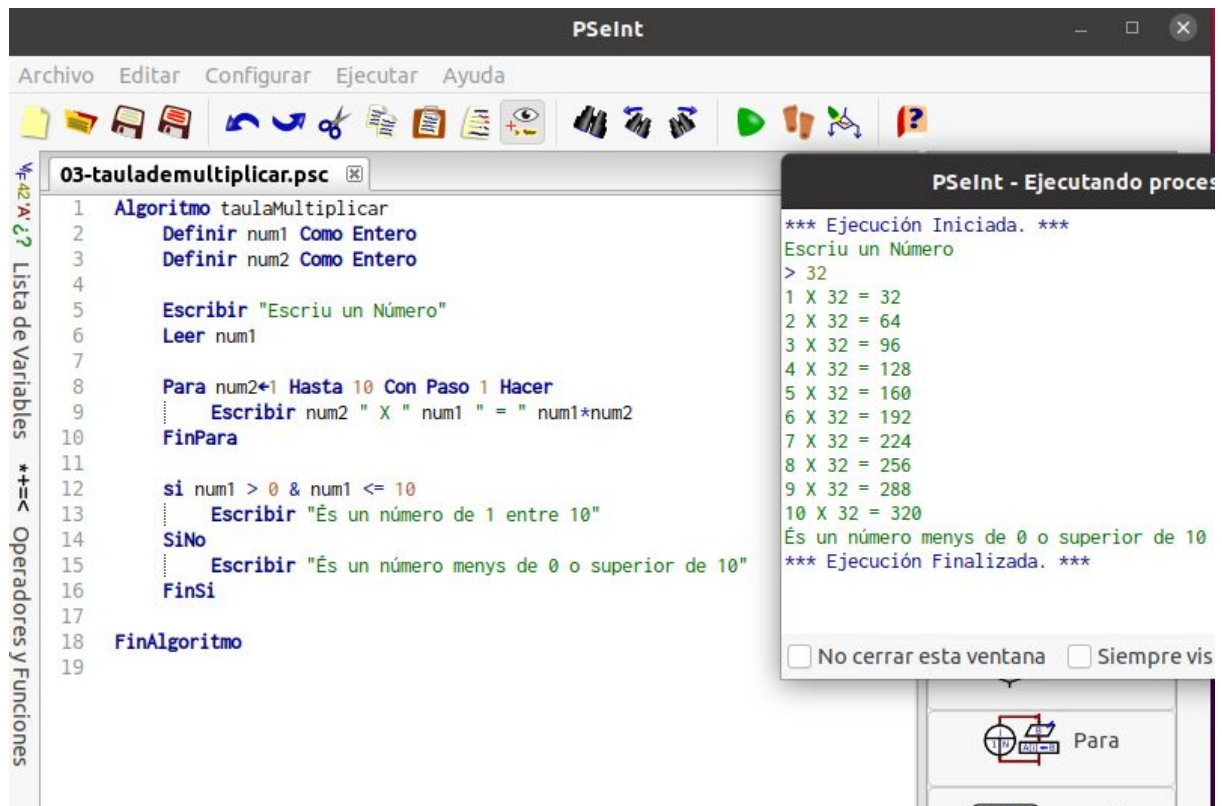 PSeInt
Archivo Editar Configurar Ejecutar Ayuda
03-taulademultiplicar.psc
1 Algoritmo taulaMultiplicar
2 Definir num1 Como Entero
3 Definir num2 Como Entero
4
5 Escribir "Escriu un Número"
6 Leer num1
7
8 Para num2←1 Hasta 10 Con Paso 1 Hacer
9 Escribir num2 " X " num1 " = " num1*num2
10 FinPara
11
12 si num1 > 0 & num1 <= 10
13 Escribir "És un número de 1 entre 10"
14 SiNo
15 Escribir "És un número menys de 0 o superior de 10"
16 FinSi
17
18 FinAlgoritmo
19
42 'A' ¿? Lista de Variables
*+=< Operadores y Funciones
PSeInt - Ejecutando proces
*** Ejecución Iniciada. ***
Escriu un Número
> 32
1 X 32 = 32
2 X 32 = 64
3 X 32 = 96
4 X 32 = 128
5 X 32 = 160
6 X 32 = 192
7 X 32 = 224
8 X 32 = 256
9 X 32 = 288
10 X 32 = 320
És un número menys de 0 o superior de 10
*** Ejecución Finalizada. ***
No cerrar esta ventana Siempre vis
Para